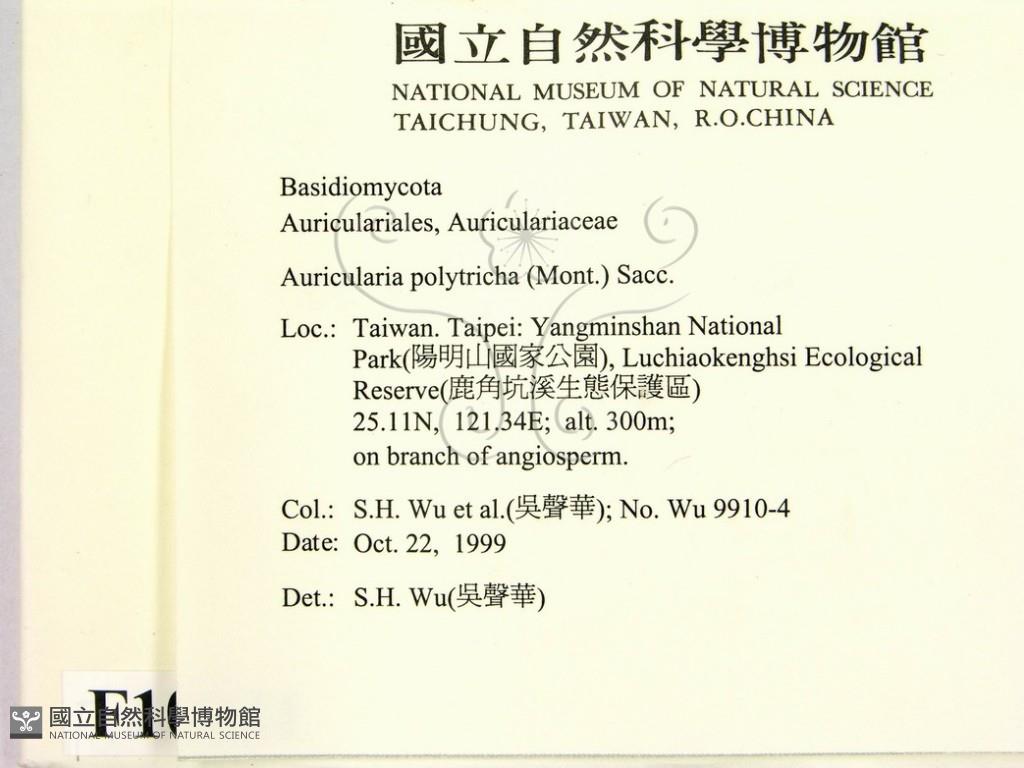 國立自然科學博物館
NATIONAL MUSEUM OF NATURAL SCIENCE
TAICHUNG, TAIWAN, R.O.CHINA
Basidiomycota
Auriculariales, Auriculariaceae
Auricularia polytricha (Mont.) Sacc.
Loc.: Taiwan. Taipei: Yangminshan National
Park(陽明山國家公園), Luchiaokenghsi Ecological
Reserve(鹿角坑溪生態保護區)
25.11N, 121.34E; alt. 300m;
on branch of angiosperm.
Col.: S.H. Wu et al.(吳聲華); No. Wu 9910-4
Date: Oct. 22, 1999
Det.: S.H. Wu(吳聲華)
國立自然科學博物館
NATIONAL MUSEUM OF NATURAL SCIENCE